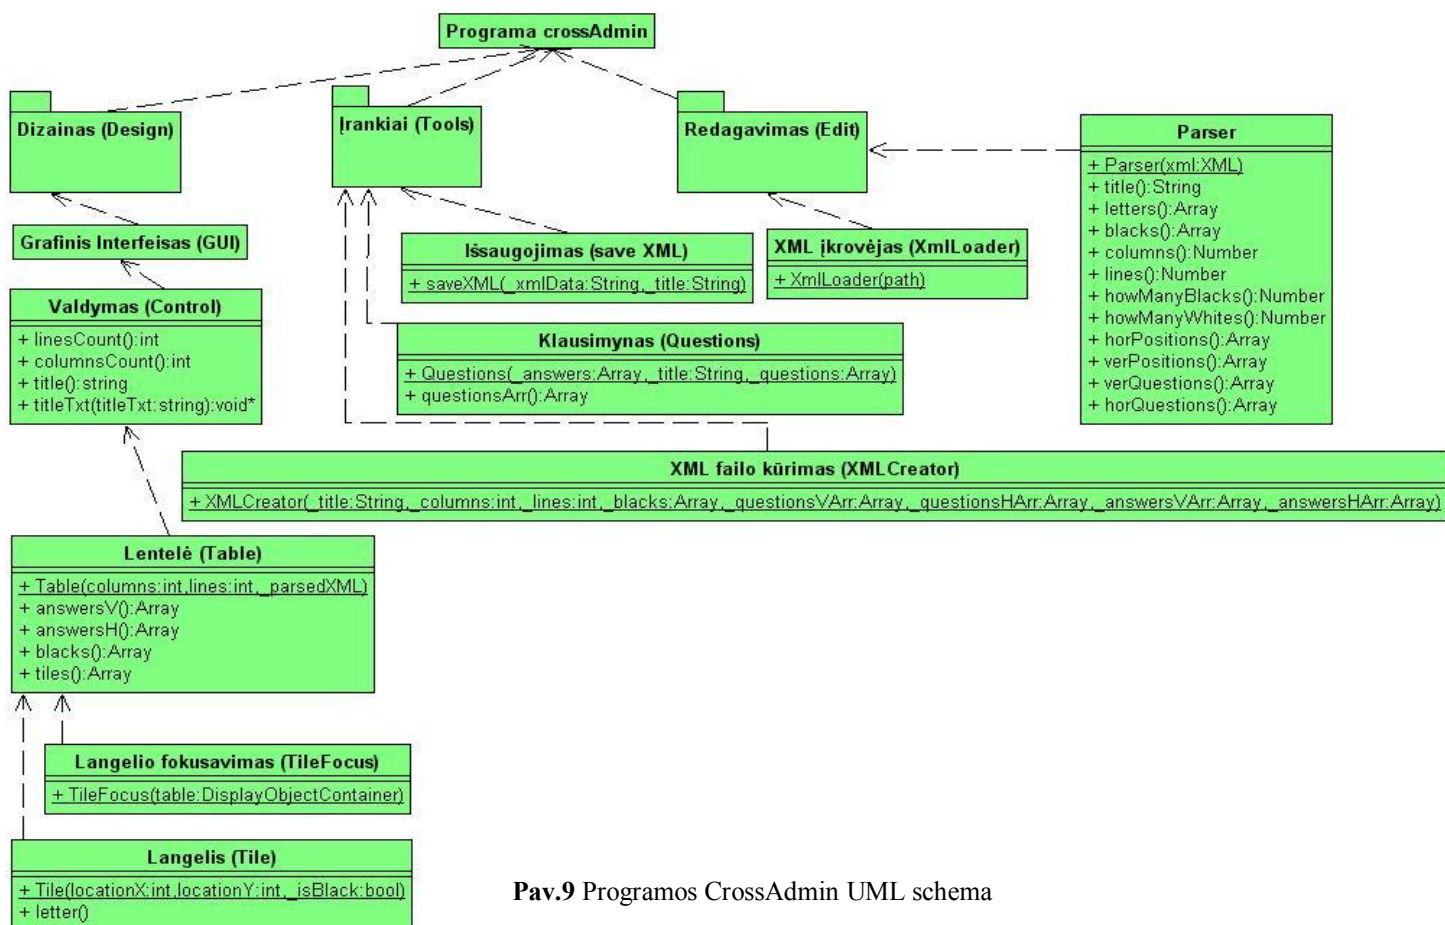 Programa crossAdmin
Dizainas (Design)
Įrankiai (Tools)
Redagavimas (Edit)
Parser
+ Parser(xml:XML)
+ title():String
+ letters():Array
+ blacks():Array
+ columns():Number
+ lines():Number
+ howManyBlacks():Number
+ howManyWhites():Number
+ horPositions():Array
+ verPositions():Array
+ verQuestions():Array
+ horQuestions():Array
Grafinis Interfeisas (GUI)
Išsaugojimas (save XML)
+ saveXML(_xmlData:String,_title:String)
XML įkrovėjas (XmlLoader)
+ XmlLoader(path)
Valdymas (Control)
+ linesCount():int
+ columnsCount():int
+ title():string
+ titleTxt(titleTxt:string):void*
Klausimynas (Questions)
+ Questions(_answers:Array,_title:String,_questions:Array)
+ questionsArr():Array
XML failo kūrimas (XMLCreator)
+ XMLCreator(_title:String,_columns:int,_lines:int,_blacks:Array,_questionsVArr:Array,_questionsHArr:Array,_answersVArr:Array,_answersHArr:Array)
Lentelė (Table)
+ Table(columns:int,lines:int,_parsedXML)
+ answersV():Array
+ answersH():Array
+ blacks():Array
+ tiles():Array
Langelio fokusavimas (TileFocus)
+ TileFocus(table:DisplayObjectContainer)
Langelis (Tile)
+ Tile(locationX:int,locationY:int,_isBlack:bool)
+ letter()
Pav.9 Programos CrossAdmin UML schema